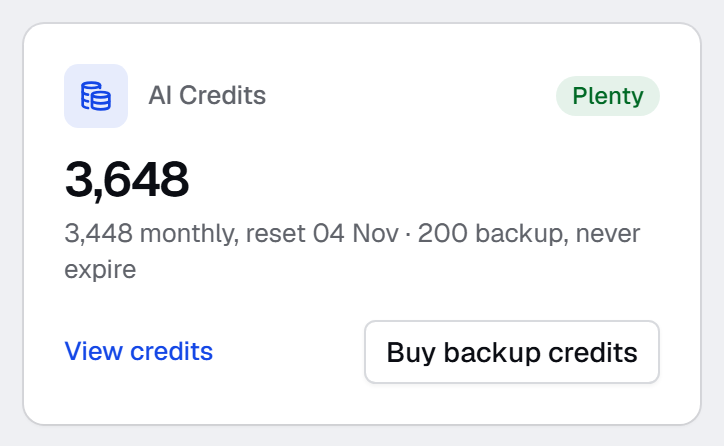 AI Credits
Plenty
3,648
3,448 monthly, reset 04 Nov · 200 backup, never
expire
View credits
Buy backup credits